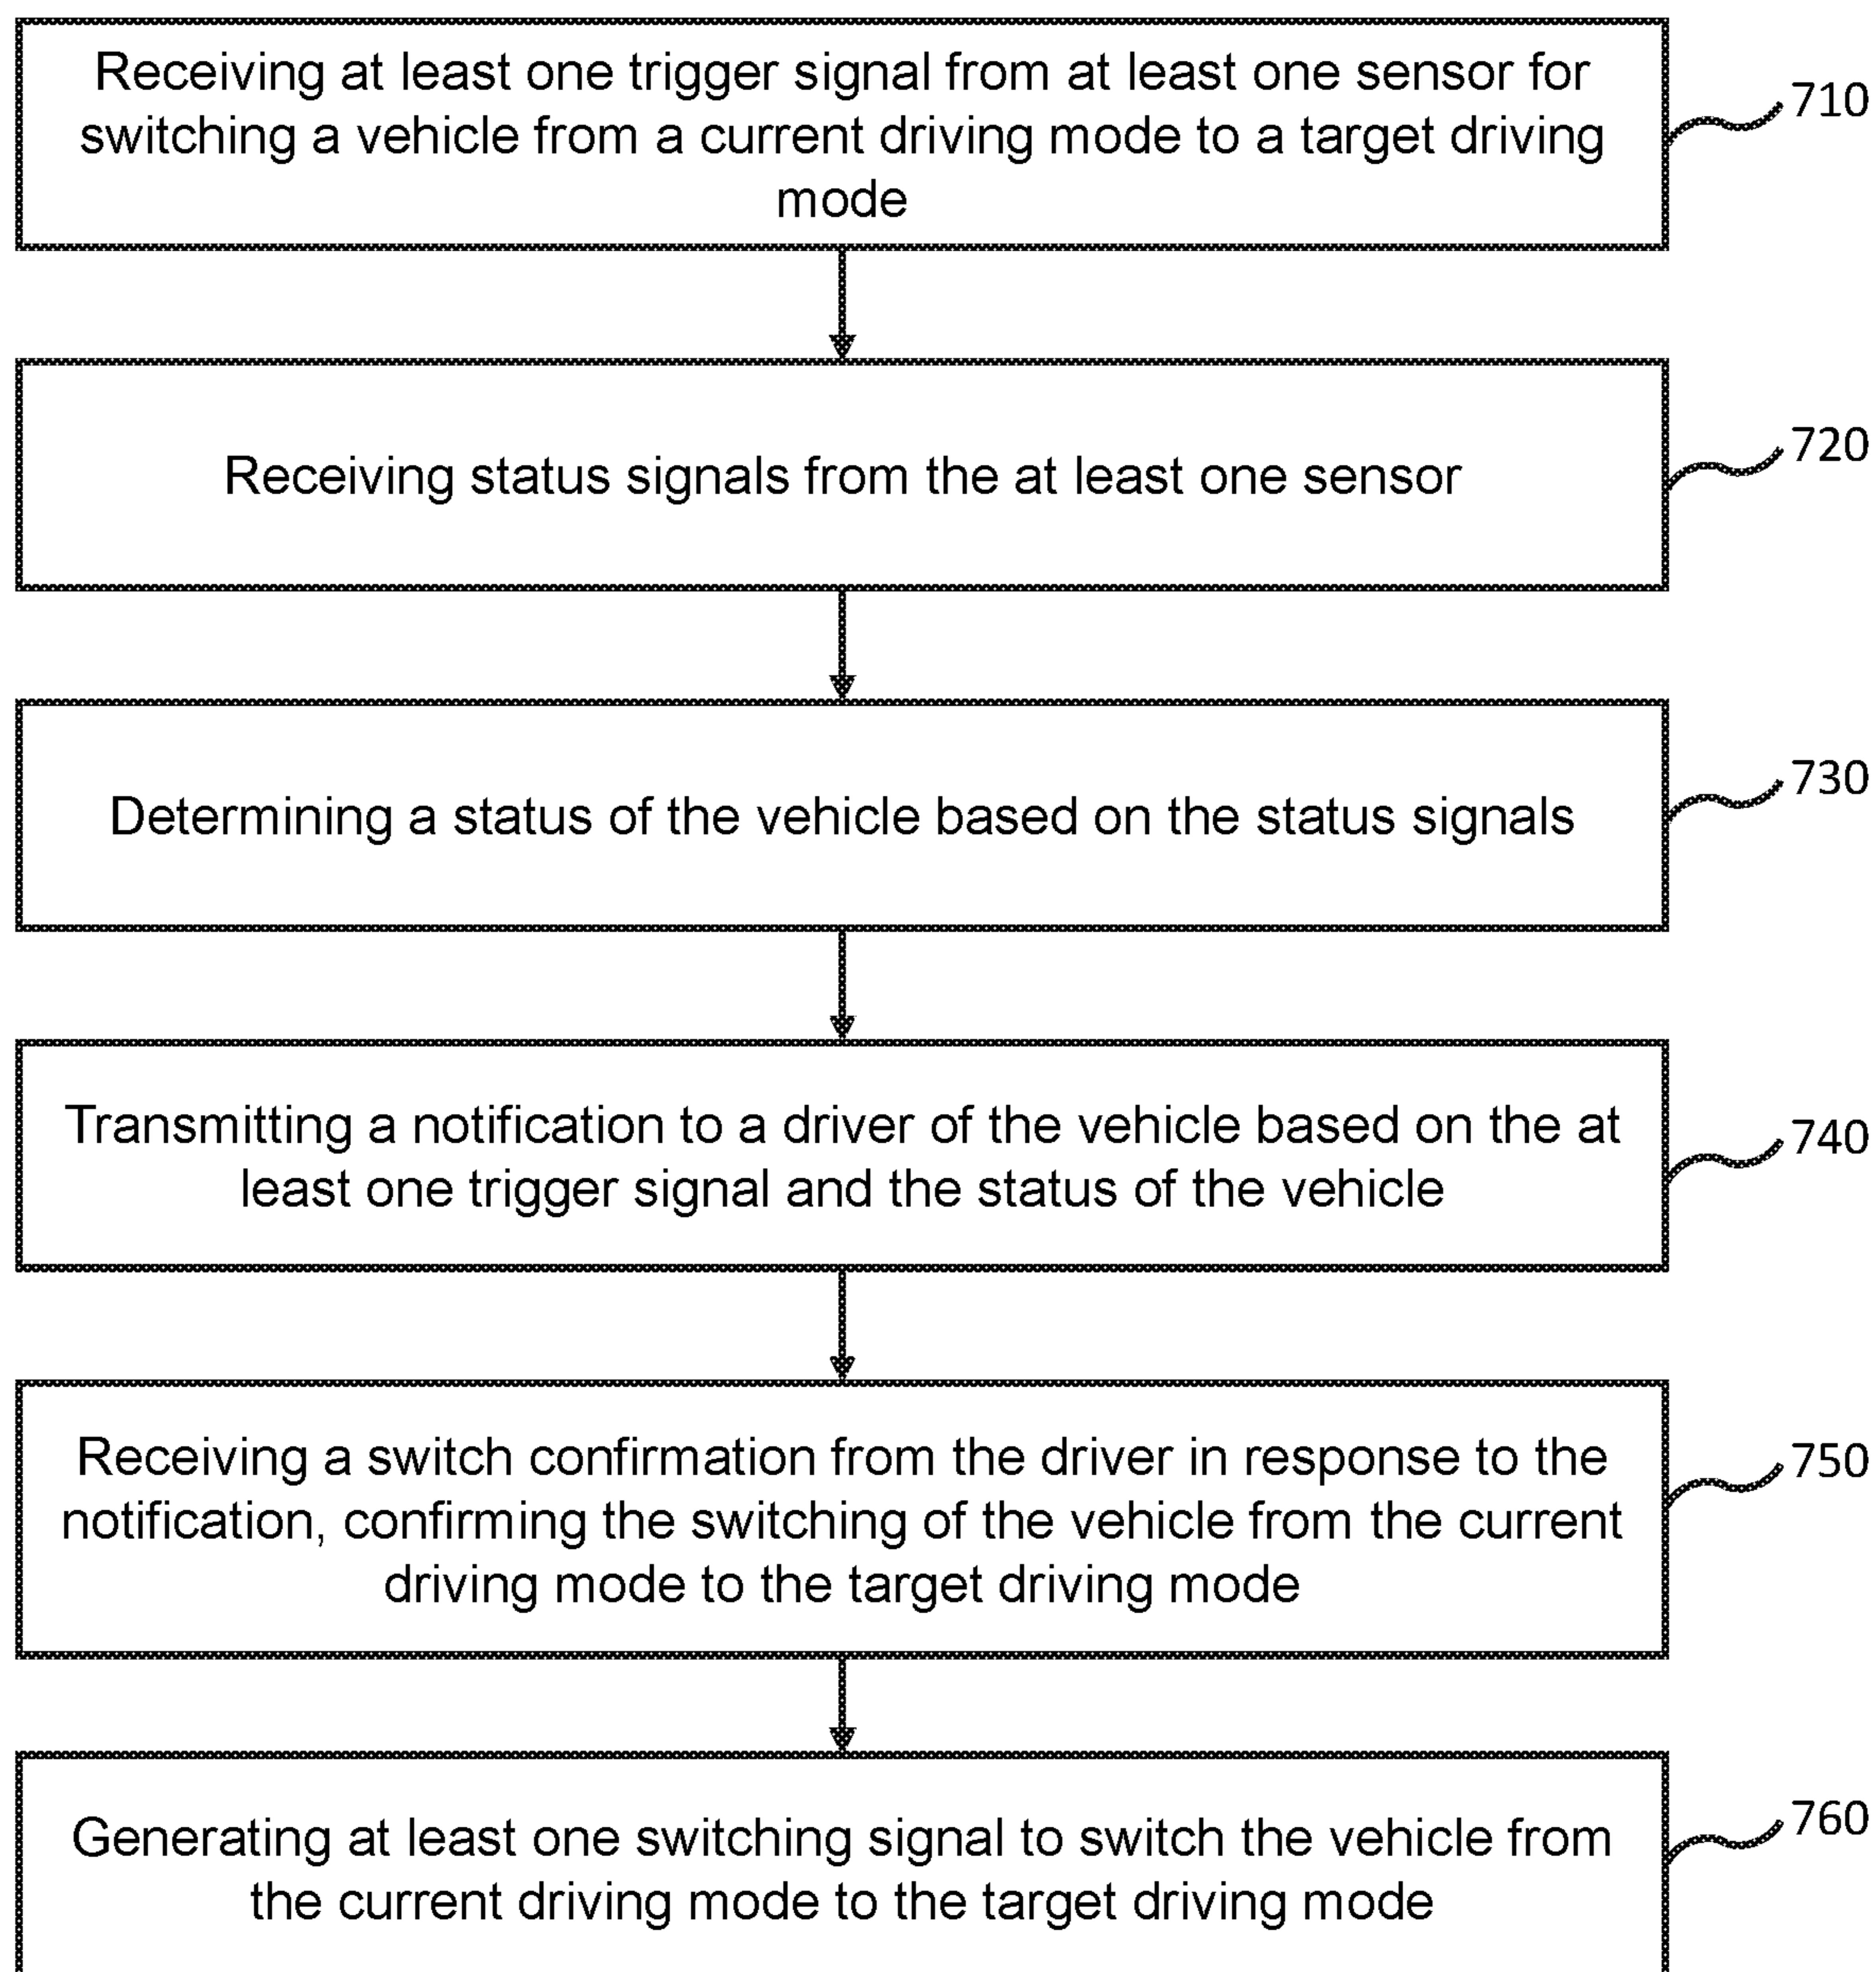 Receiving at least one trigger signal from at least one sensor for
switching a vehicle from a current driving mode to a target driving
mode
710
Receiving status signals from the at least one sensor
720
Determining a status of the vehicle based on the status signals
730
Transmitting a notification to a driver of the vehicle based on the at
least one trigger signal and the status of the vehicle
740
Receiving a switch confirmation from the driver in response to the
notification, confirming the switching of the vehicle from the current
driving mode to the target driving mode
750
Generating at least one switching signal to switch the vehicle from
the current driving mode to the target driving mode
760